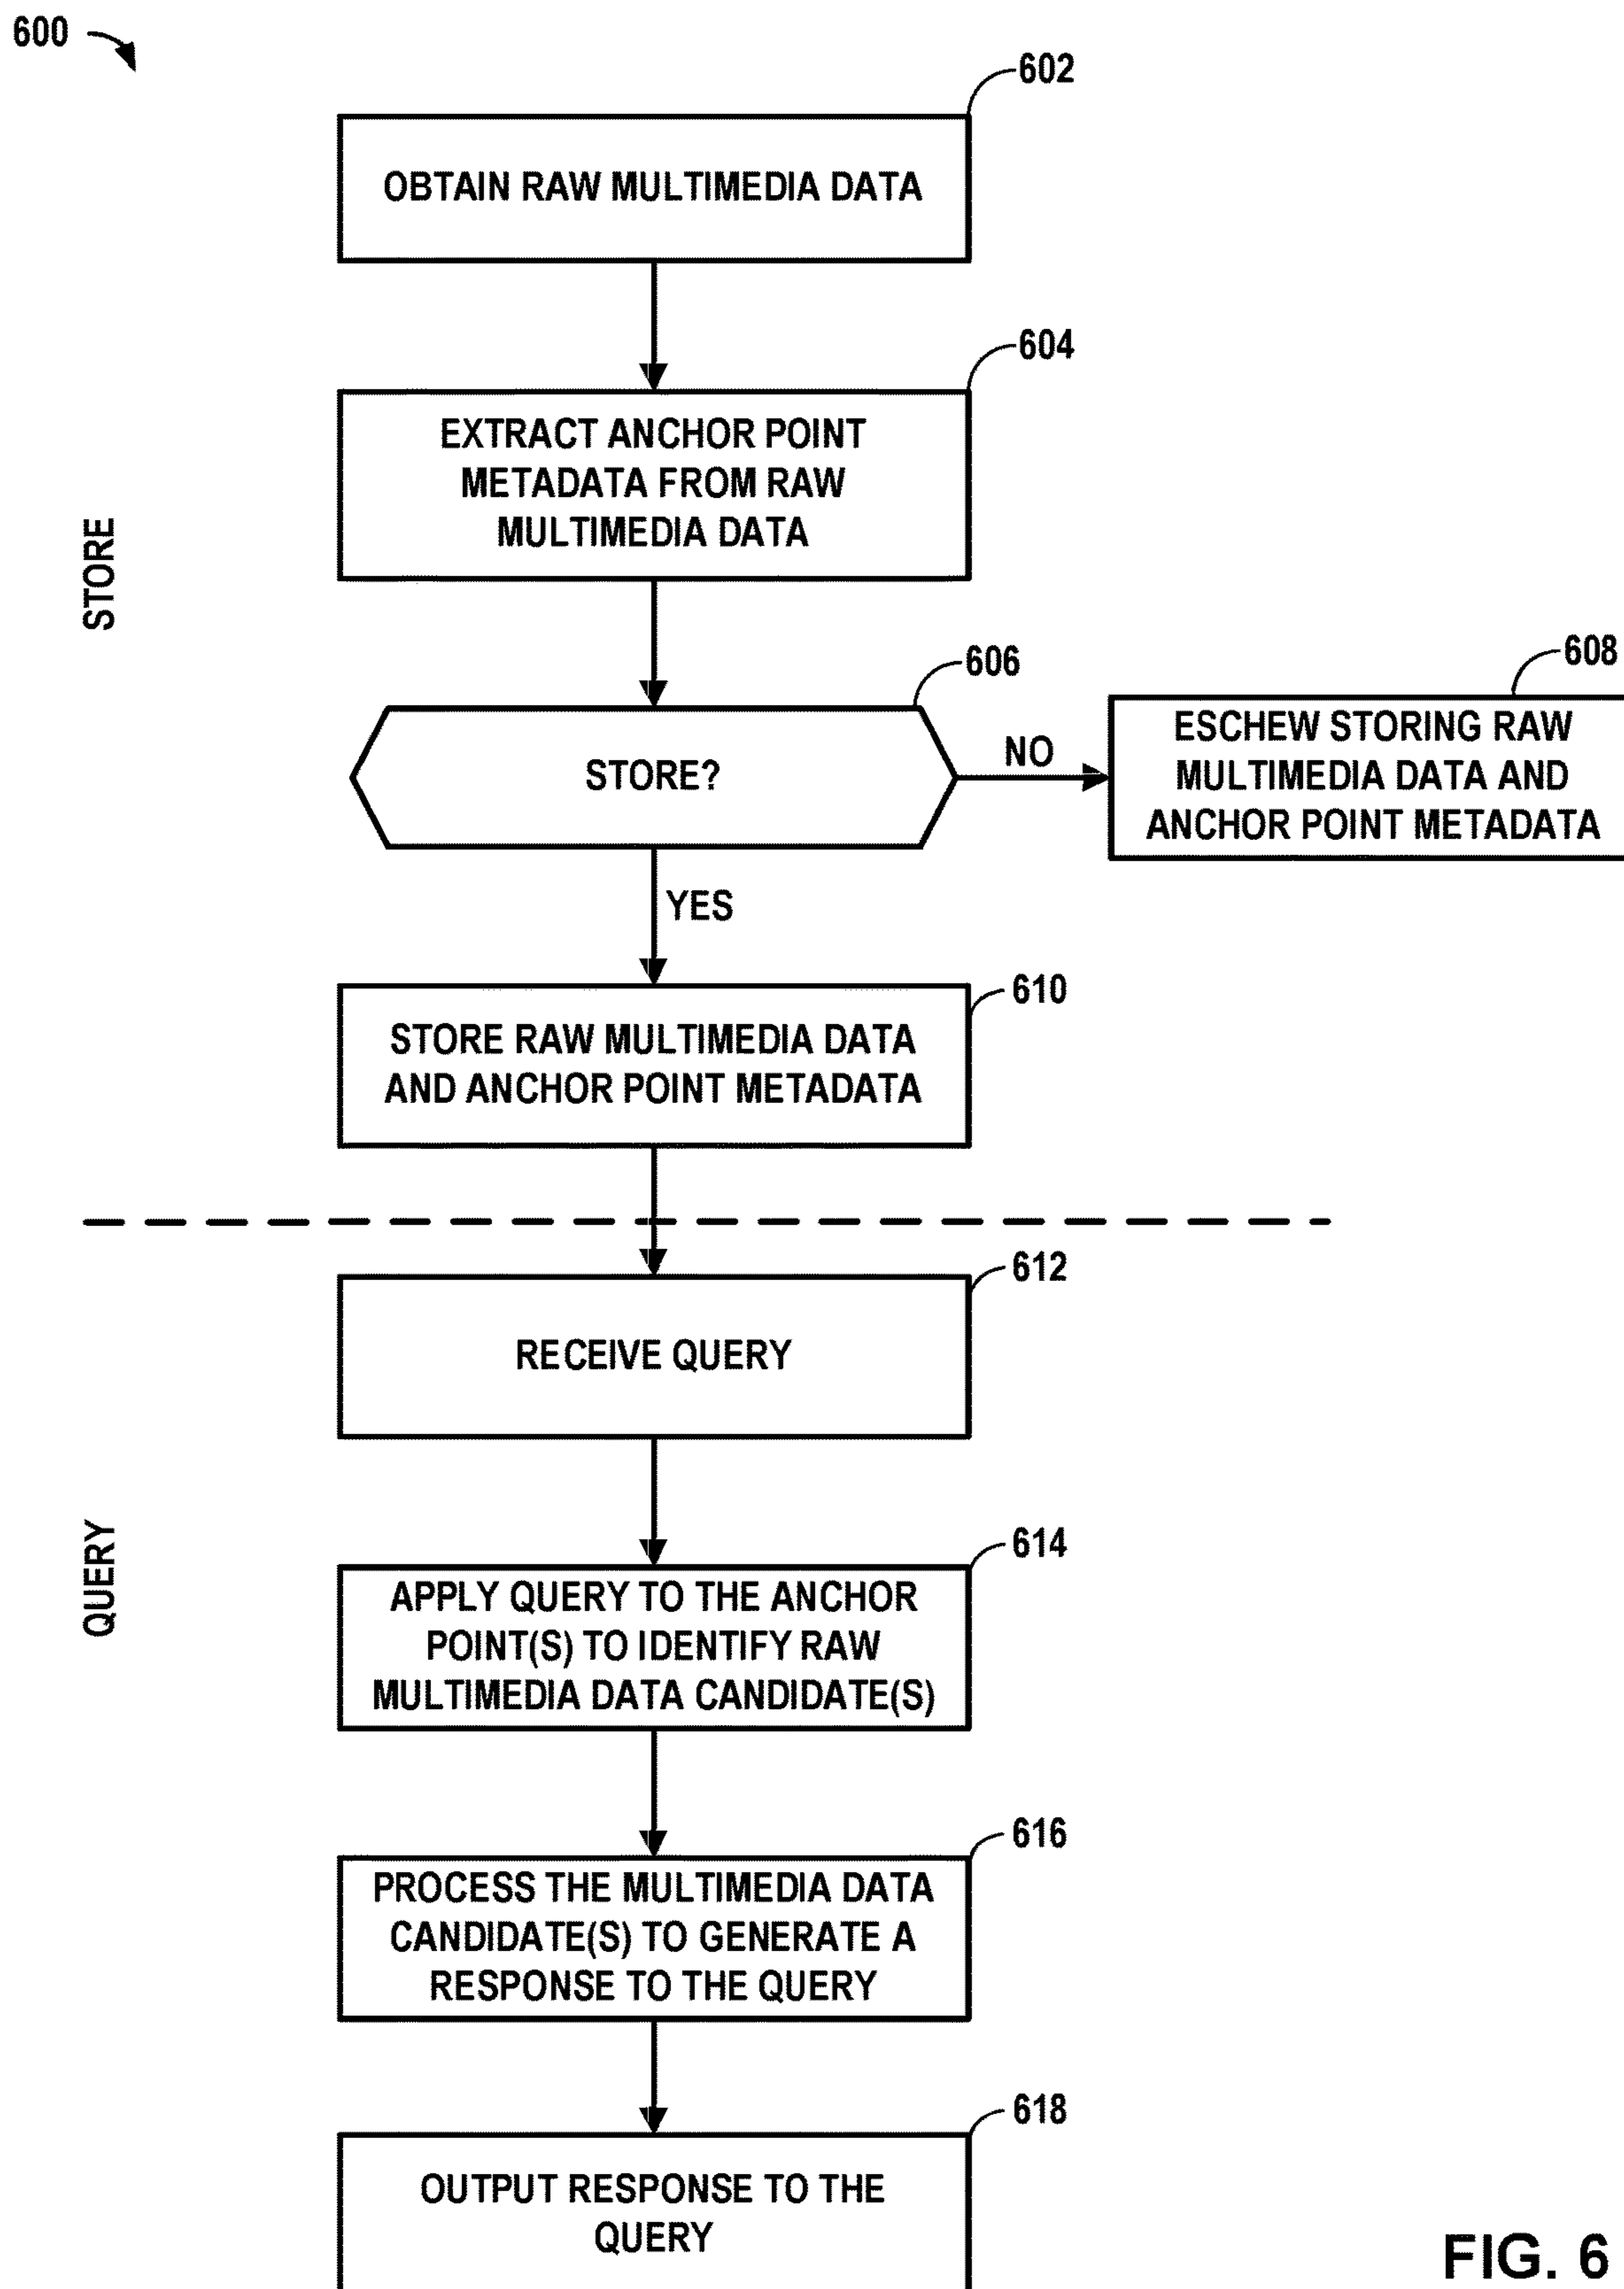 600
602
OBTAIN RAW MULTIMEDIA DATA
604
EXTRACT ANCHOR POINT
METADATA FROM RAW
MULTIMEDIA DATA
STORE
606
STORE?
NO
608
ESCHEW STORING RAW
MULTIMEDIA DATA AND
ANCHOR POINT METADATA
YES
610
STORE RAW MULTIMEDIA DATA
AND ANCHOR POINT METADATA
612
RECEIVE QUERY
QUERY
614
APPLY QUERY TO THE ANCHOR
POINT(S) TO IDENTIFY RAW
MULTIMEDIA DATA CANDIDATE(S)
616
PROCESS THE MULTIMEDIA DATA
CANDIDATE(S) TO GENERATE A
RESPONSE TO THE QUERY
618
OUTPUT RESPONSE TO THE
QUERY
FIG. 6